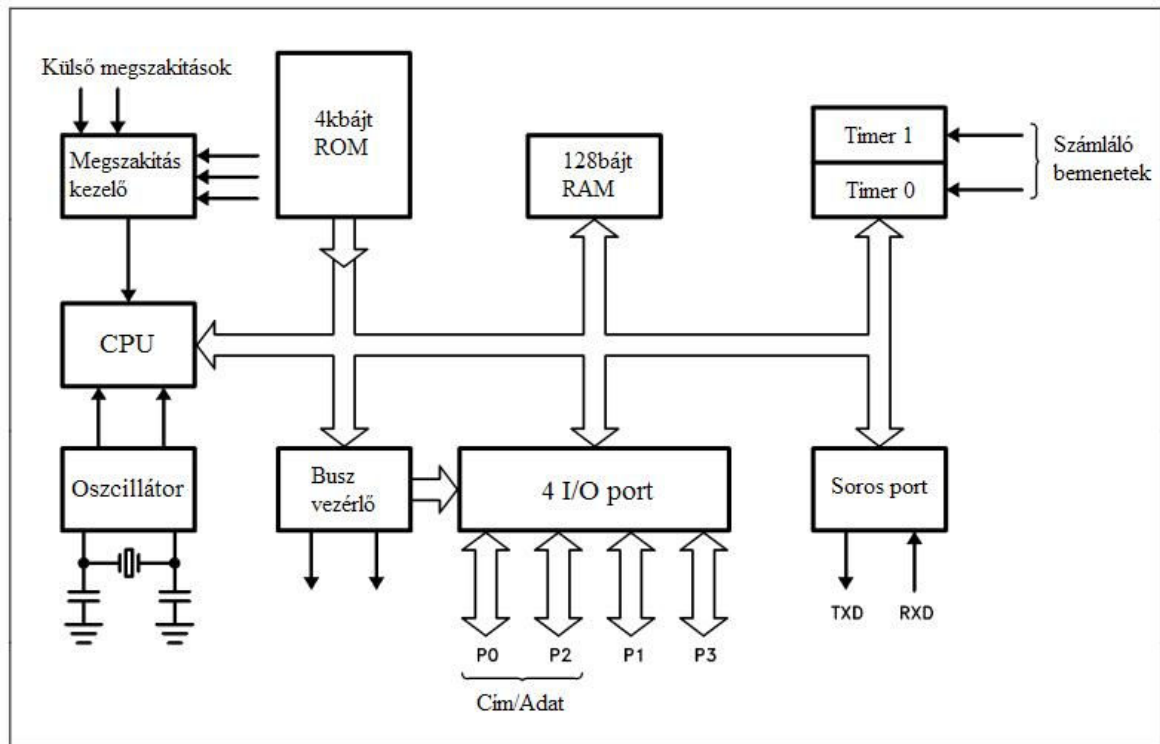 Külső megszakítások
4kbájt
ROM
Megszakítás
kezelő
128bájt
RAM
Timer 1
Timer 0
Számláló
bemenetek
CPU
Oszcillátor
Busz
vezérlő
4 I/O port
Soros port
TXD
RXD
P0
P2
P1
P3
Cím/Adat